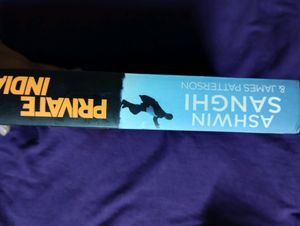 ASHWIN
SANGHI
& JAMES PATTERSON
PRIVATE
INDIA